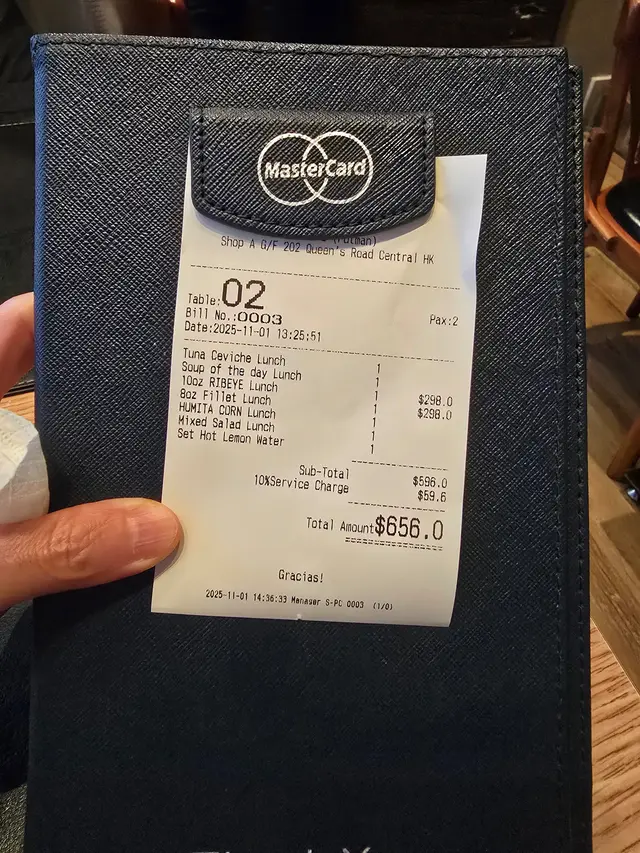 MasterCard
(Putman)
Shop A G/F 202 Queen's Road Central HK
Table:02
Bill No.:0003 Pax:2
Date:2025-11-01 13:25:51
Tuna Ceviche Lunch 1
Soup of the day Lunch 1
10oz RIBEYE Lunch 1 $298.0
8oz Fillet Lunch 1 $298.0
HUMITA CORN Lunch 1
Mixed Salad Lunch 1
Set Hot Lemon Water 1
Sub-Total $596.0
10%Service Charge $59.6
Total Amount$656.0
Gracias!
2025-11-01 14:36:33 Manager S-PC 0003 (1/0)